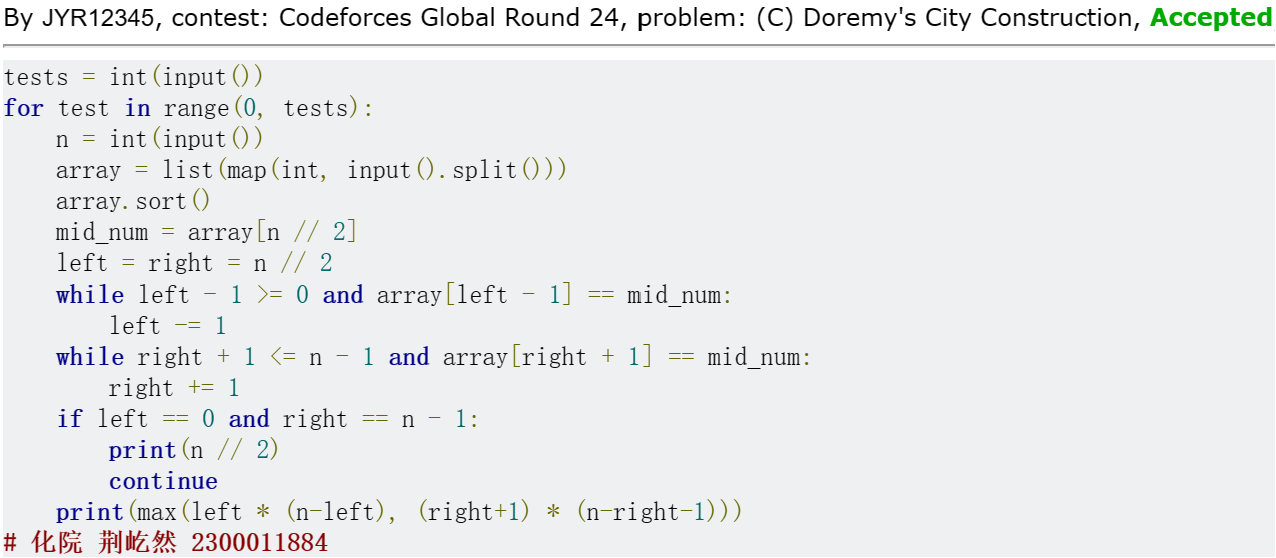 By JYR12345, contest: Codeforces Global Round 24, problem: (C) Doremy's City Construction, Accepted
tests = int(input())
for test in range(0, tests):
    n = int(input())
    array = list(map(int, input().split()))
    array.sort()
    mid_num = array[n // 2]
    left = right = n // 2
    while left - 1 >= 0 and array[left - 1] == mid_num:
        left -= 1
    while right + 1 <= n - 1 and array[right + 1] == mid_num:
        right += 1
    if left == 0 and right == n - 1:
        print(n // 2)
        continue
    print(max(left * (n-left), (right+1) * (n-right-1)))
# 化院 荆屹然 2300011884